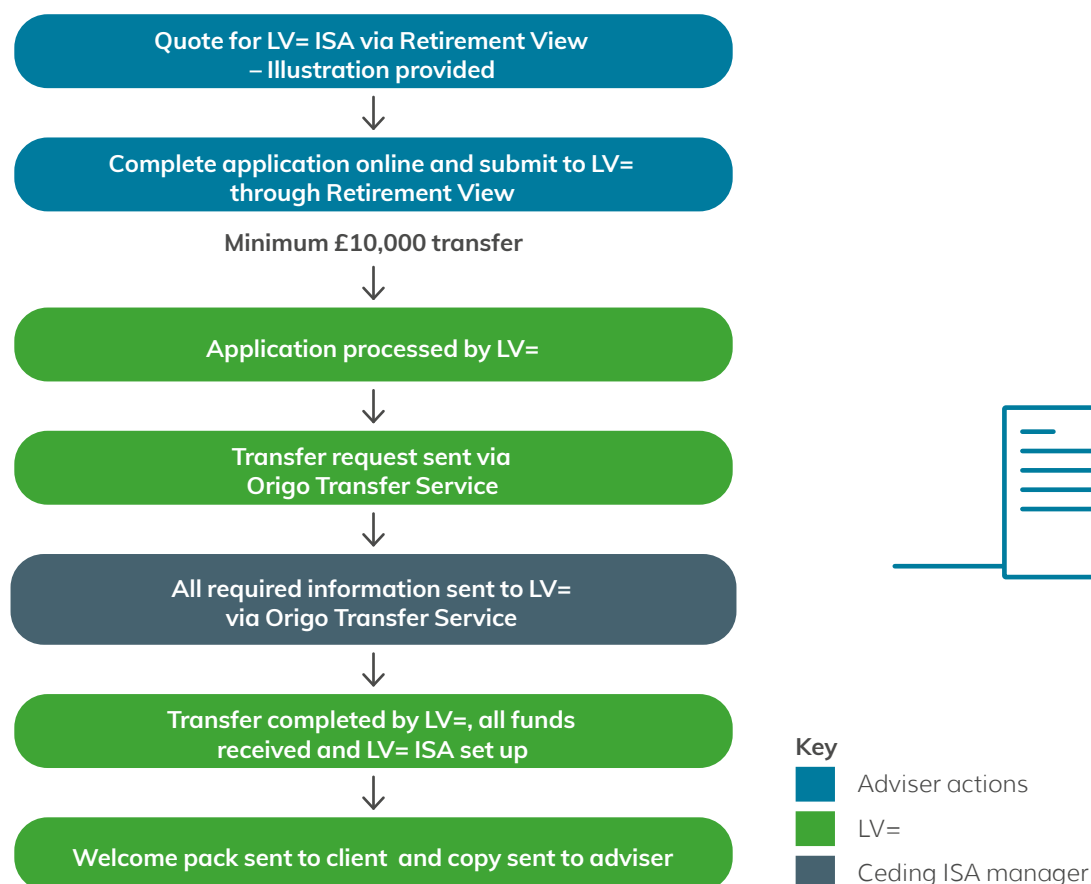 Quote for LV= ISA via Retirement View
– Illustration provided
Complete application online and submit to LV=
through Retirement View
Minimum £10,000 transfer
Application processed by LV=
Transfer request sent via
Origo Transfer Service
All required information sent to LV=
via Origo Transfer Service
Transfer completed by LV=, all funds
received and LV= ISA set up
Welcome pack sent to client and copy sent to adviser
Key
Adviser actions
LV=
Ceding ISA manager